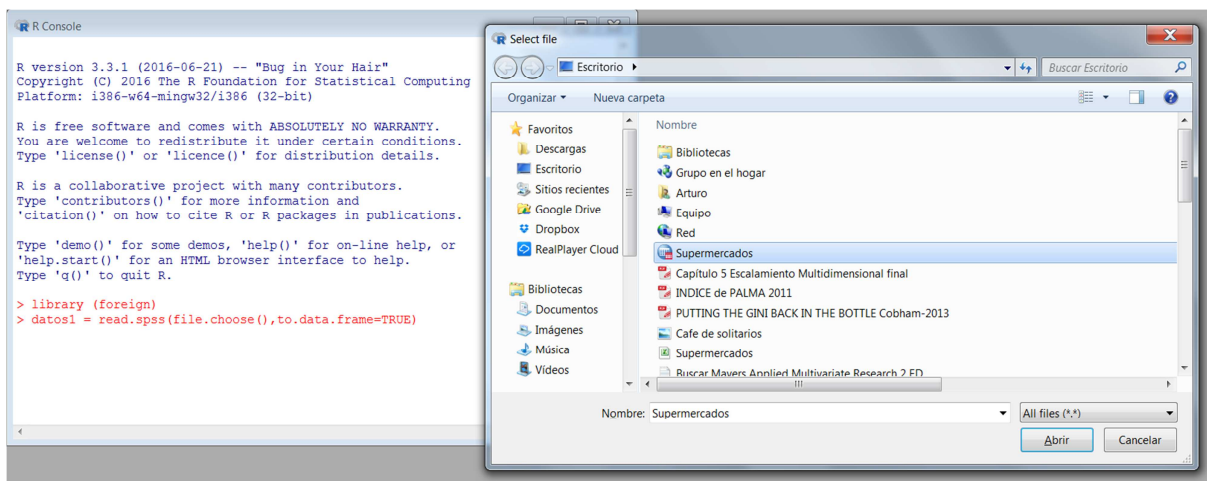 R Console
R version 3.3.1 (2016-06-21) -- "Bug in Your Hair"
Copyright (C) 2016 The R Foundation for Statistical Computing
Platform: i386-w64-mingw32/i386 (32-bit)
R is free software and comes with ABSOLUTELY NO WARRANTY.
You are welcome to redistribute it under certain conditions.
Type 'license()' or 'licence()' for distribution details.
R is a collaborative project with many contributors.
Type 'contributors()' for more information and
'citation()' on how to cite R or R packages in publications.
Type 'demo()' for some demos, 'help()' for on-line help, or
'help.start()' for an HTML browser interface to help.
Type 'q()' to quit R.
> library (foreign)
> datos1 = read.spss(file.choose(),to.data.frame=TRUE)
Select file
Escritorio
Buscar Escritorio
Organizar
Nueva carpeta
Favoritos
Descargas
Escritorio
Sitios recientes
Google Drive
Dropbox
RealPlayer Cloud
Bibliotecas
Documentos
Imágenes
Música
Vídeos
Nombre
Bibliotecas
Grupo en el hogar
Arturo
Equipo
Red
Supermercados
Capítulo 5 Escalamiento Multidimensional final
INDICE de PALMA 2011
PUTTING THE GINI BACK IN THE BOTTLE Cobham-2013
Cafe de solitarios
Supermercados
Buscar Mayers Applied Multivariate Research 2 ED
Nombre: Supermercados
All files (*.*)
Abrir
Cancelar